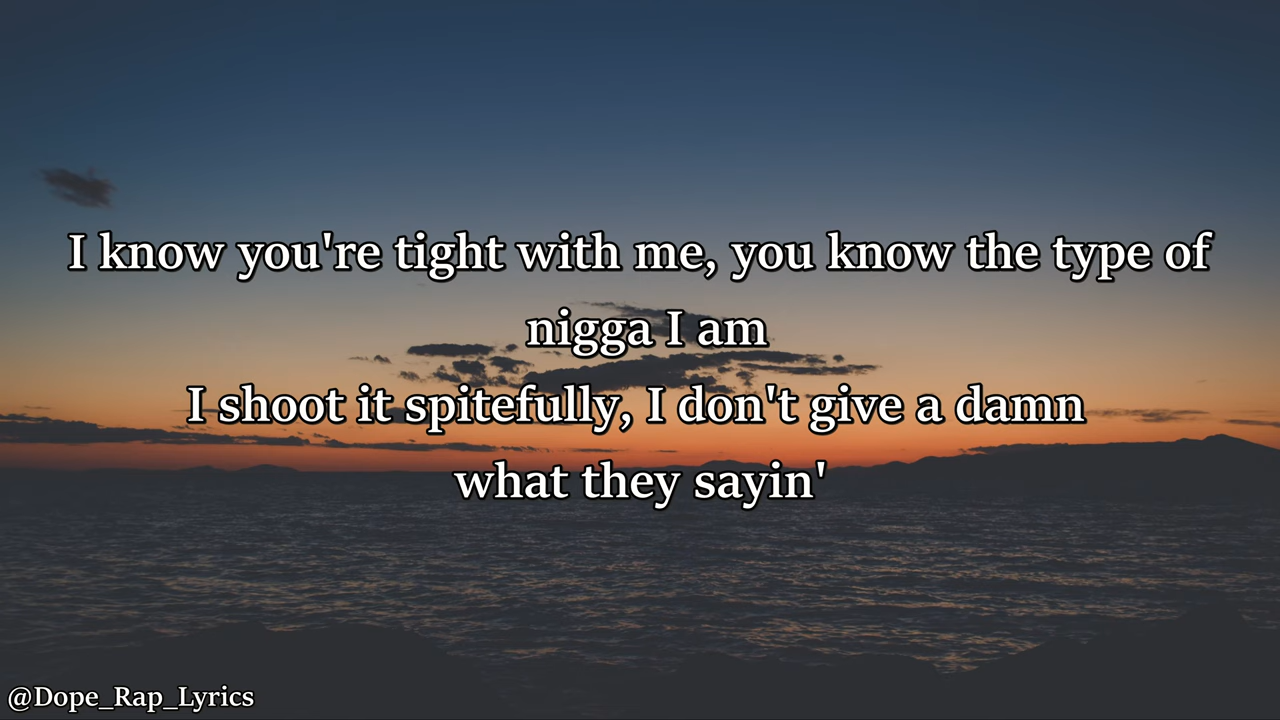 I know you're tight with me, you know the type of
nigga I am
I shoot it spitefully, I don't give a damn
what they sayin'
@Dope_Rap_Lyrics